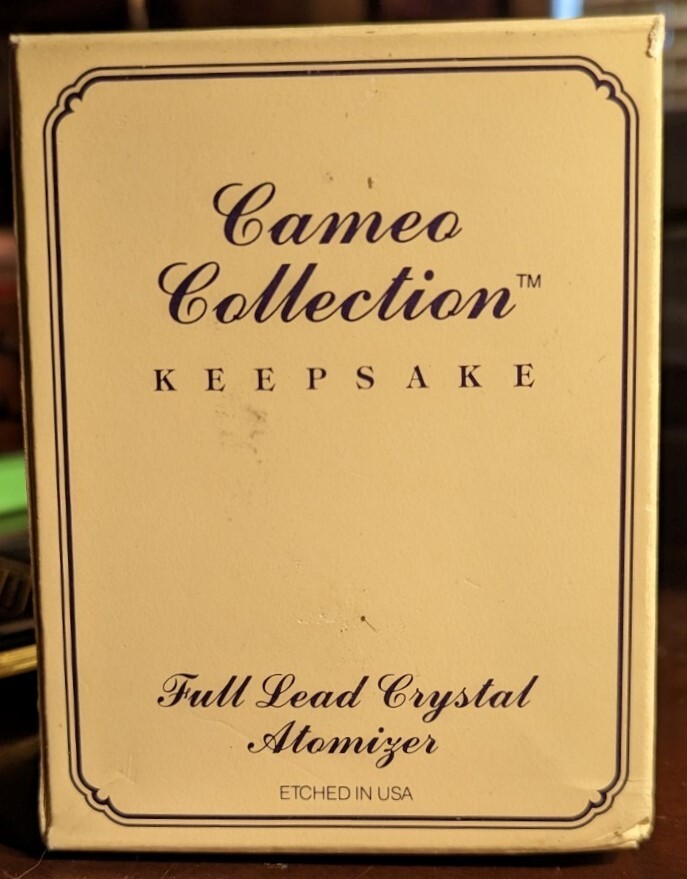 Cameo
Collection™
KEEPSAKE
Full Lead Crystal
Atomizer
ETCHED IN USA